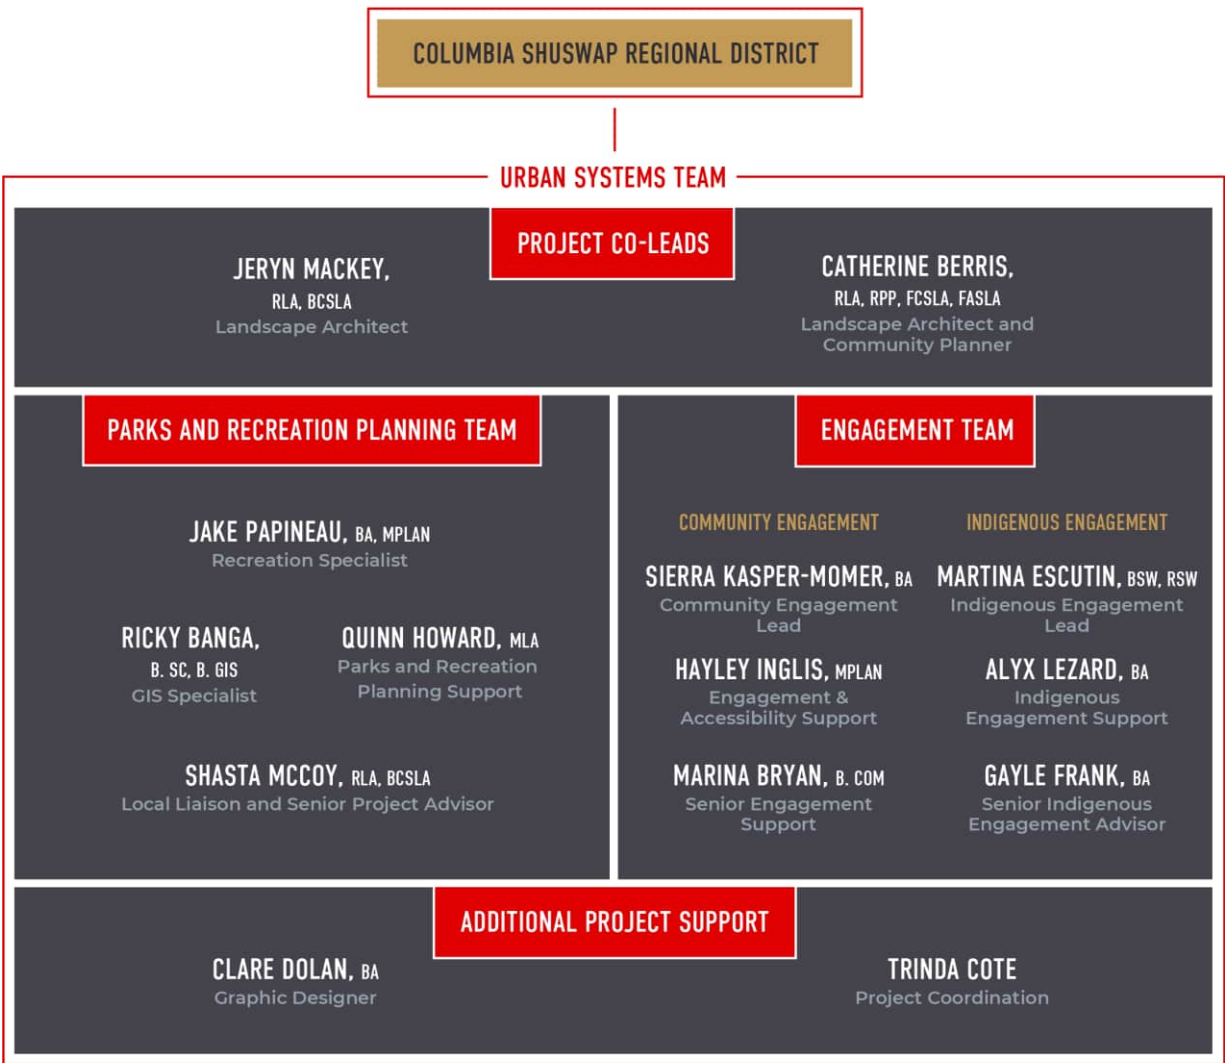 COLUMBIA SHUSWAP REGIONAL DISTRICT
URBAN SYSTEMS TEAM
PROJECT CO-LEADS
JERYN MACKEY,
RLA, BCSLA
Landscape Architect
CATHERINE BERRIS,
RLA, RPP, FCSLA, FASLA
Landscape Architect and
Community Planner
PARKS AND RECREATION PLANNING TEAM
JAKE PAPINEAU, BA, MPLAN
Recreation Specialist
RICKY BANGA,
B. SC, B. GIS
GIS Specialist
QUINN HOWARD, MLA
Parks and Recreation
Planning Support
SHASTA MCCOY, RLA, BCSLA
Local Liaison and Senior Project Advisor
ENGAGEMENT TEAM
COMMUNITY ENGAGEMENT
SIERRA KASPER-MOMER, BA
Community Engagement
Lead
HAYLEY INGLIS, MPLAN
Engagement &
Accessibility Support
MARINA BRYAN, B. COM
Senior Engagement
Support
INDIGENOUS ENGAGEMENT
MARTINA ESCUTIN, BSW, RSW
Indigenous Engagement
Lead
ALYX LEZARD, BA
Indigenous
Engagement Support
GAYLE FRANK, BA
Senior Indigenous
Engagement Advisor
ADDITIONAL PROJECT SUPPORT
CLARE DOLAN, BA
Graphic Designer
TRINDA COTE
Project Coordination